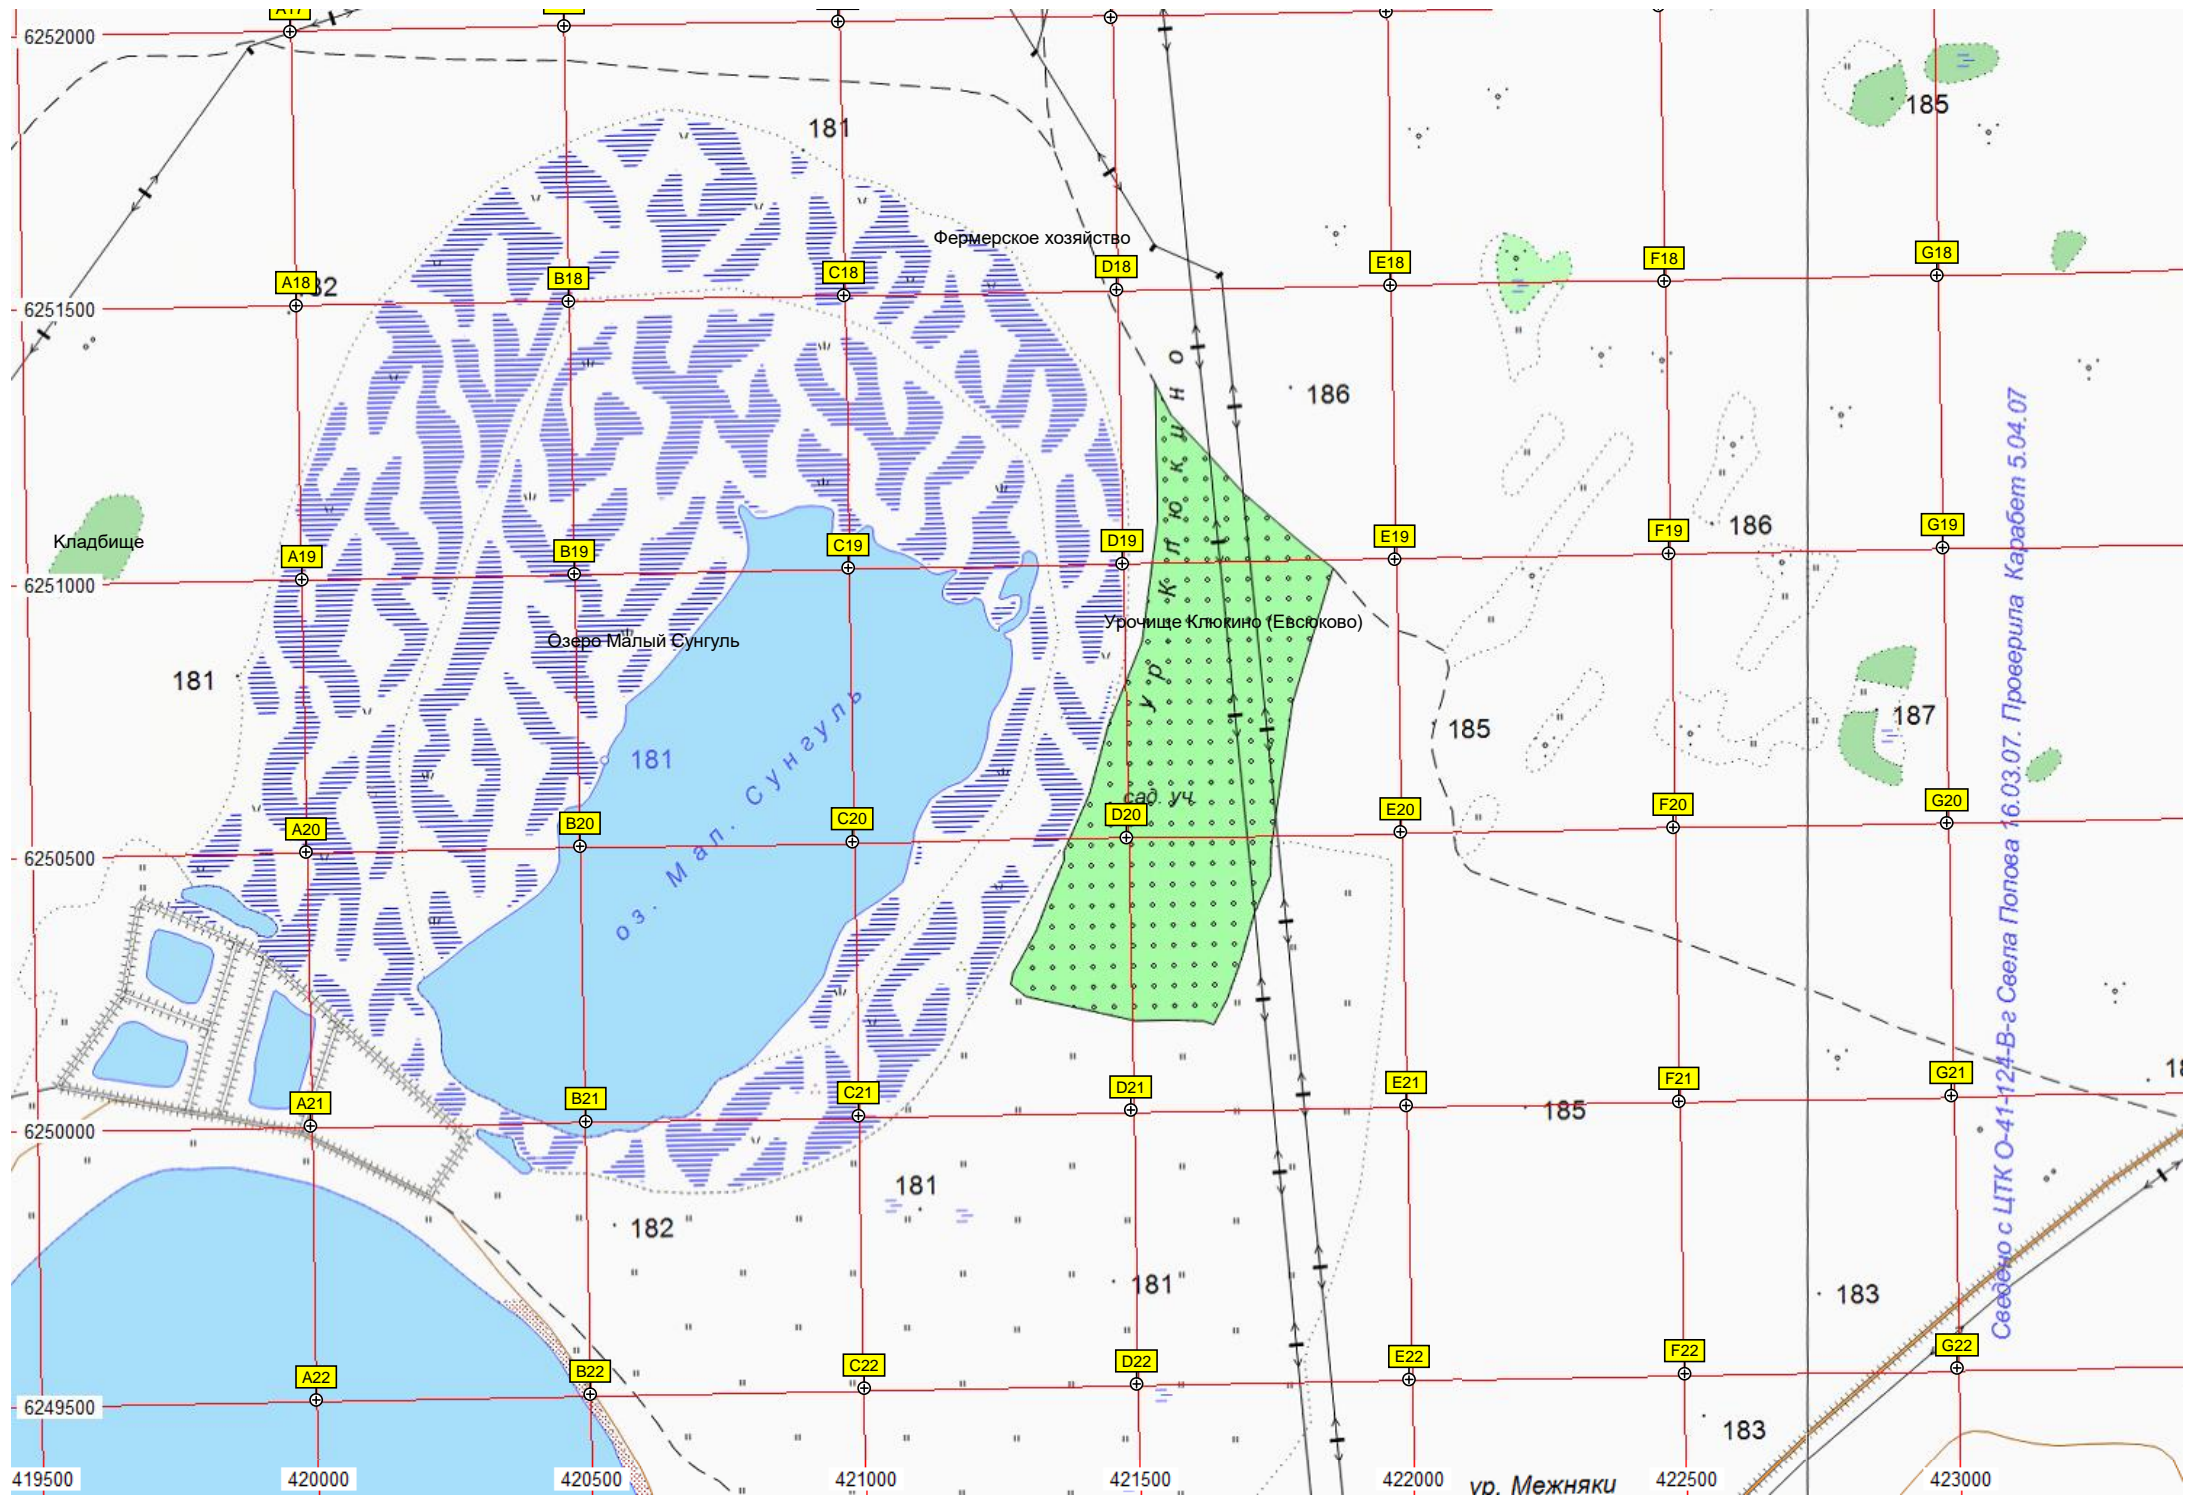 A17
6252000
181
185
Фермерское хозяйство
A18
B18
C18
D18
E18
F18
G18
6251500
186
186
Кладбище
A19
B19
C19
D19
E19
F19
G19
6251000
Озеро Малый Сунгуль
Урочище Клюкино (Евсюково)
ур Клюкино
181
181
оз. Мал. Сунгуль
185
187
сад. уч.
A20
B20
C20
D20
E20
F20
G20
6250500
Сведено с ЦТК О-41-124-В-г Свела Попова 16.03.07. Проверила Карабет 5.04.07
A21
B21
C21
D21
E21
F21
G21
6250000
185
181
182
181
183
A22
B22
C22
D22
E22
F22
G22
6249500
183
419500
420000
420500
421000
421500
422000
422500
423000
ур. Межняки